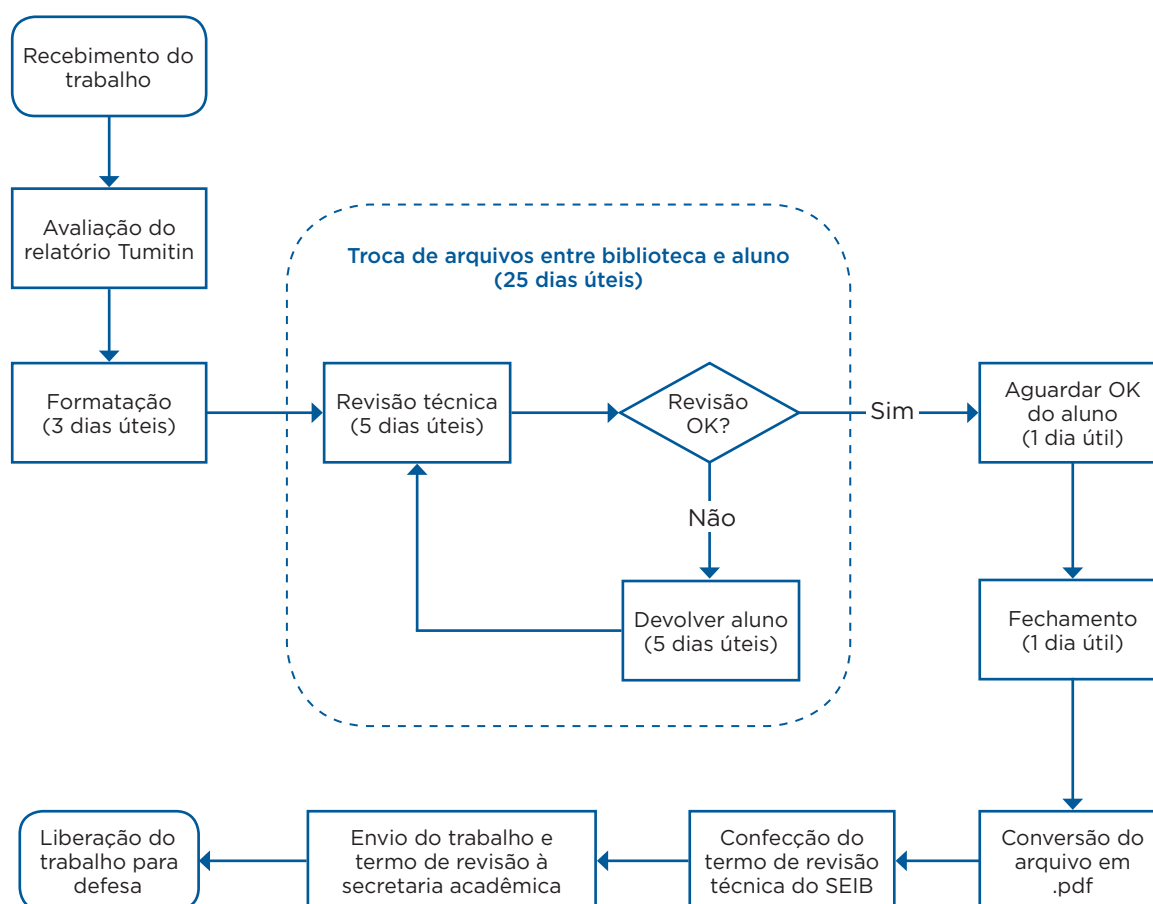 Recebimento do
trabalho
Avaliação do
relatório Tumitin
Formatação
(3 dias úteis)
Troca de arquivos entre biblioteca e aluno
(25 dias úteis)
Revisão técnica
(5 dias úteis)
Revisão
OK?
Sim
Não
Devolver aluno
(5 dias úteis)
Aguardar OK
do aluno
(1 dia útil)
Fechamento
(1 dia útil)
Conversão do
arquivo em
.pdf
Confecção do
termo de revisão
técnica do SEIB
Envio do trabalho e
termo de revisão à
secretaria acadêmica
Liberação do
trabalho para
defesa